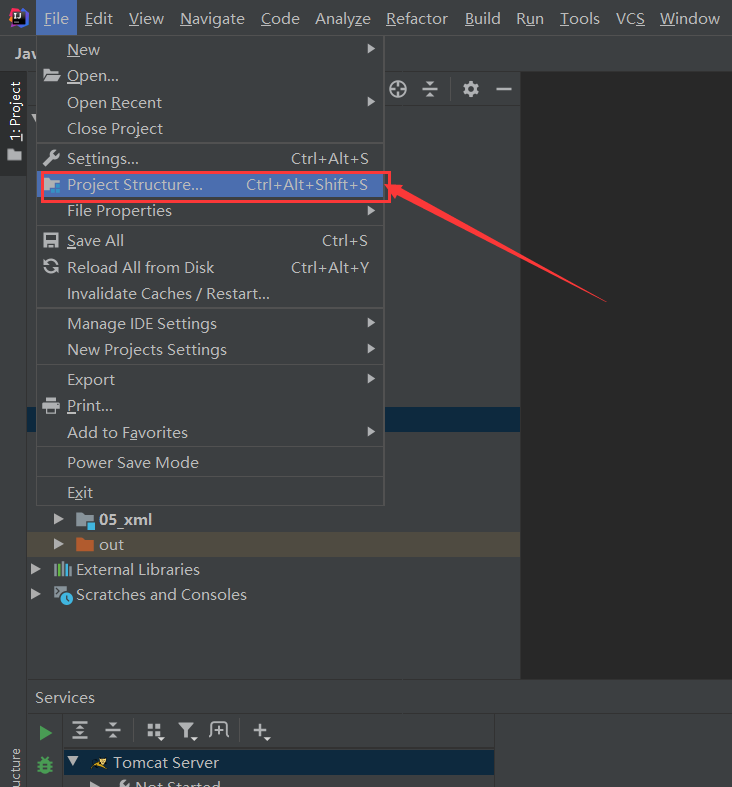 File Edit View Navigate Code Analyze Refactor Build Run Tools VCS Window
Jav
1: Project
New
Open...
Open Recent
Close Project
Settings... Ctrl+Alt+S
Project Structure... Ctrl+Alt+Shift+S
File Properties
Save All Ctrl+S
Reload All from Disk Ctrl+Alt+Y
Invalidate Caches / Restart...
Manage IDE Settings
New Projects Settings
Export
Print...
Add to Favorites
Power Save Mode
Exit
05_xml
out
External Libraries
Scratches and Consoles
Services
Tomcat Server
Not Started
ucture